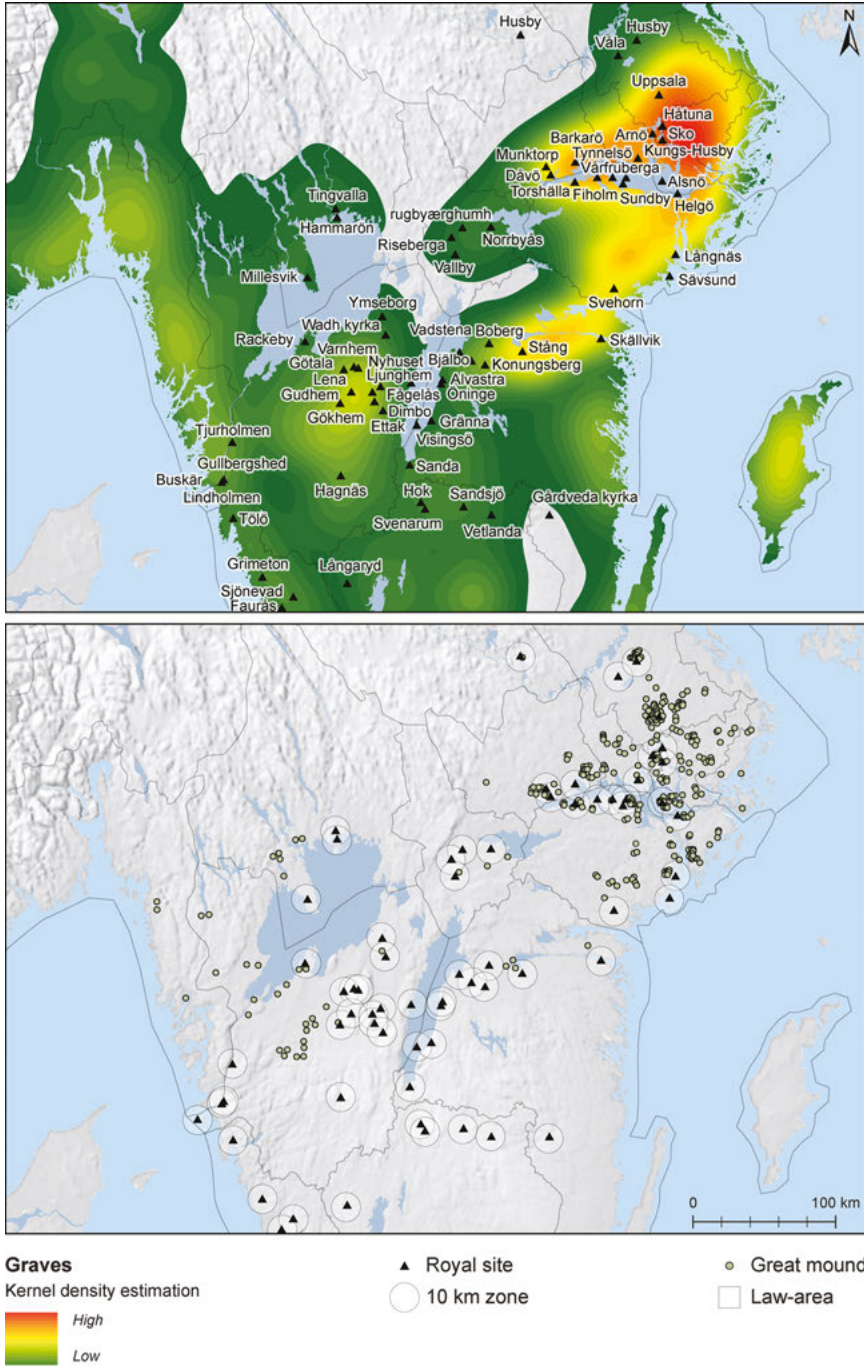 N
Husby
Husby
Våla
Uppsala
Håtuna
Barkarö
Arnö
Sko
Tynnelsö
Kungs-Husby
Munktorp
Värfruberga
Dåvö
Alsnö
Torshälla
Fiholm
Sundby
Helgö
Tingvalla
rugbyærghumh
Hammarön
Norrbyås
Riseberga
Långnäs
Vallby
Millesvik
Sävsund
Svehorn
Ymseborg
Wadh kyrka
Vadstena
Boberg
Rackeby
Skällvik
Varnhem
Nyhuset
Bjälbo
Stång
Götala
Ljunghem
Konungsberg
Lena
Alvastra
Gudhem
Fågelås
Öninge
Gökhem
Dimbo
Ettak
Gränna
Visingsö
Tjurholmen
Sanda
Gullbergshed
Buskär
Hagnäs
Hok
Sandsjö
Gårdveda kyrka
Lindholmen
Svenarum
Vetlanda
Tölö
Grimeton
Långaryd
Sjönevad
Faurås
0 100 km
Graves
Kernel density estimation
High
Low
Royal site
10 km zone
Great mound
Law-area